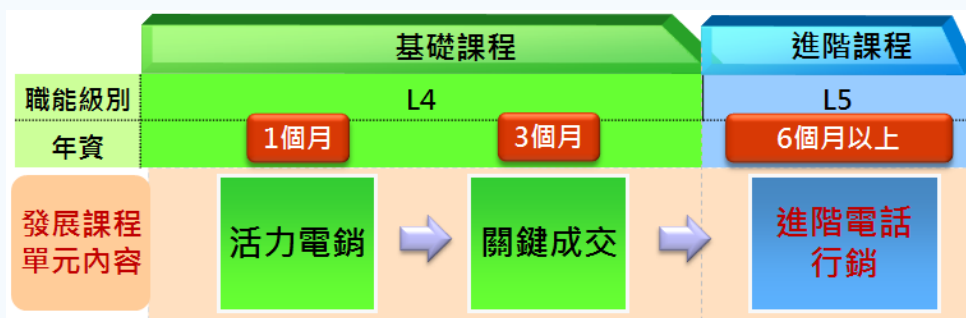 基礎課程
進階課程
職能級別
L4
L5
年資
1個月
3個月
6個月以上
發展課程
單元內容
活力電銷
關鍵成交
進階電話
行銷